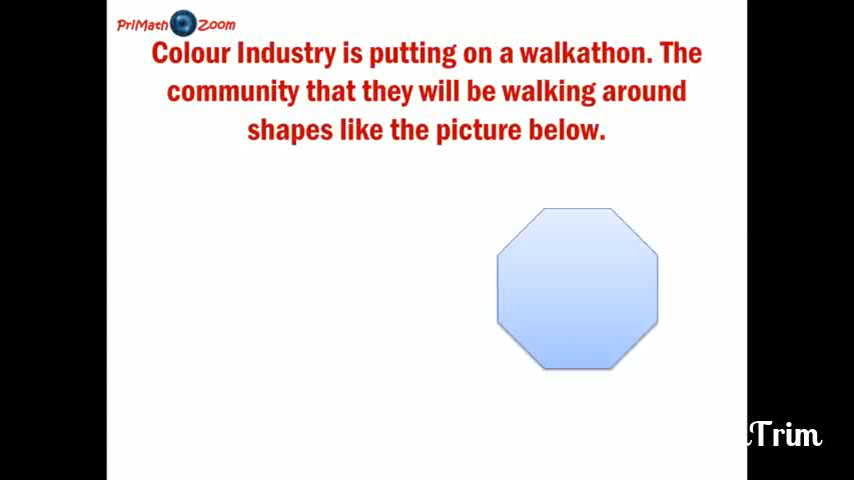 PriMath Zoom
Colour Industry is putting on a walkathon. The
community that they will be walking around
shapes like the picture below.
Trim